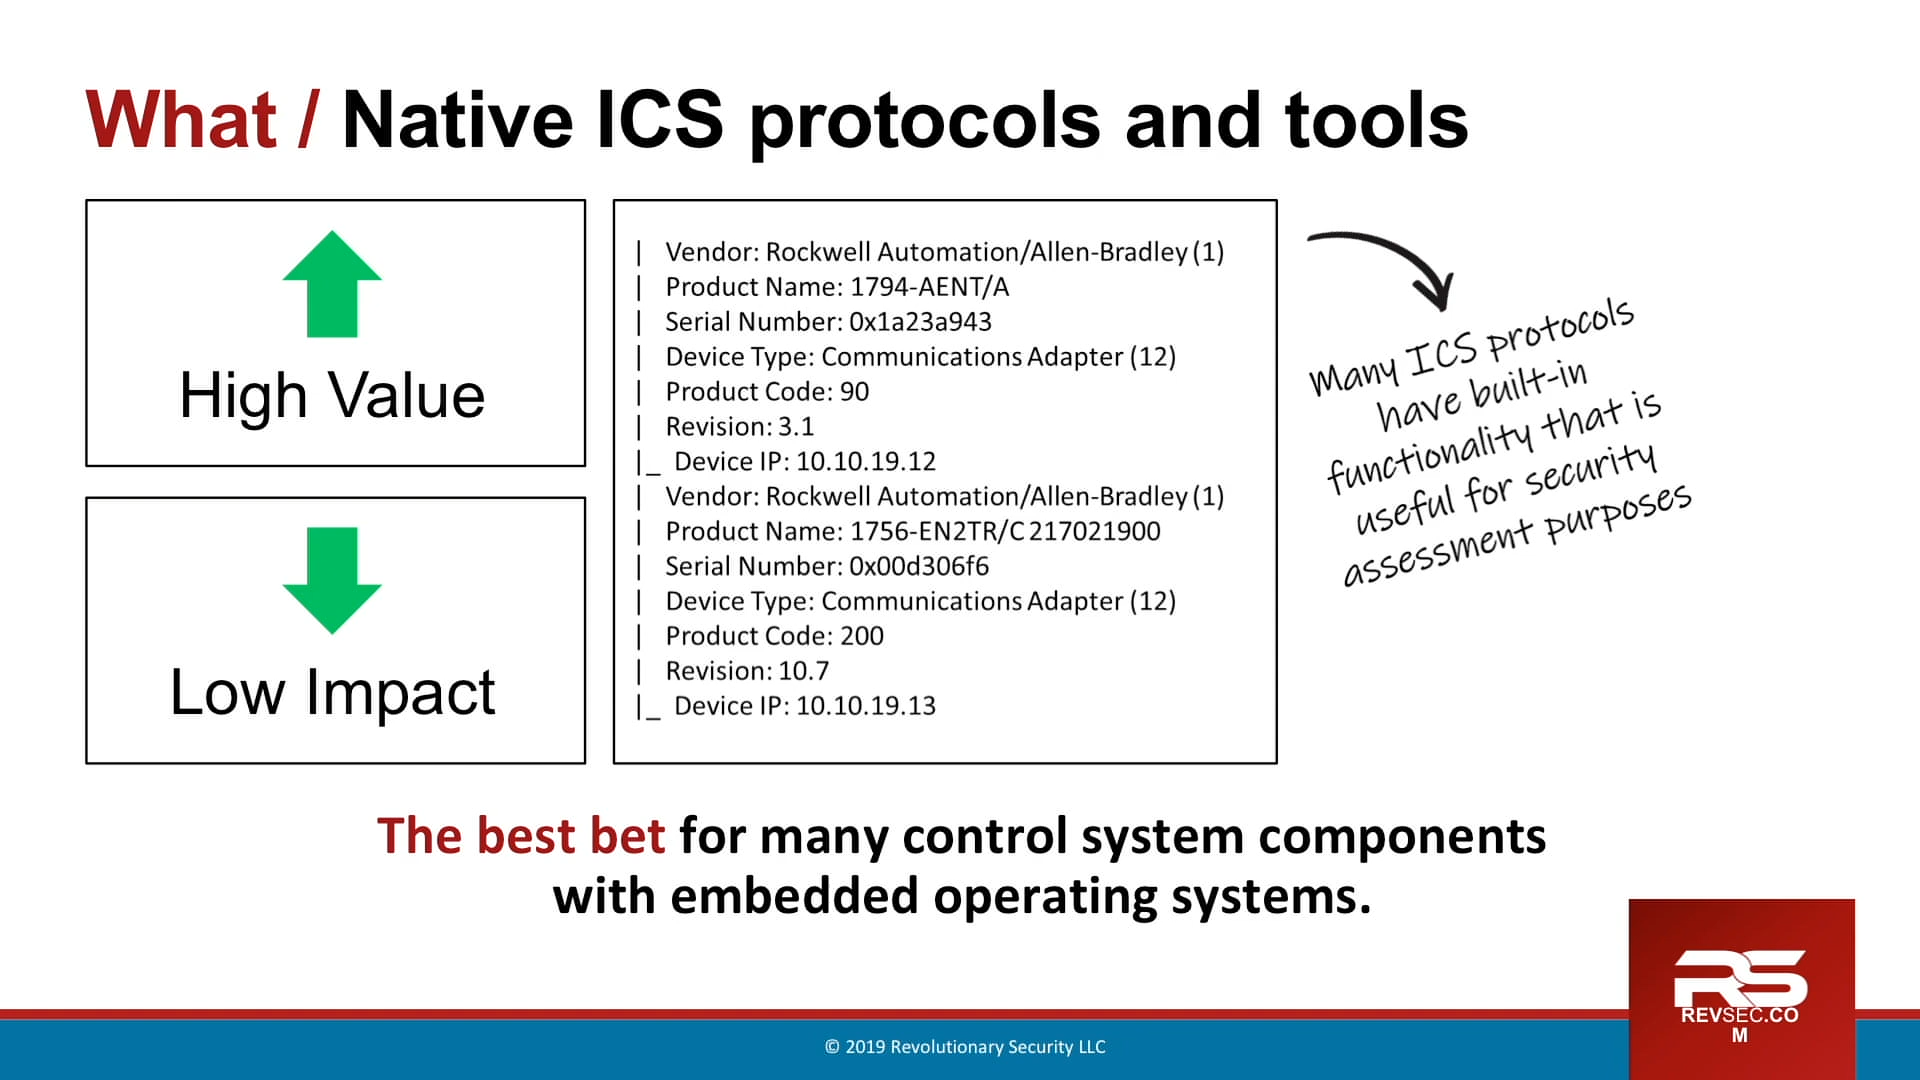 What / Native ICS protocols and tools
High Value
Low Impact
| Vendor: Rockwell Automation/Allen-Bradley (1)
| Product Name: 1794-AENT/A
| Serial Number: 0x1a23a943
| Device Type: Communications Adapter (12)
| Product Code: 90
| Revision: 3.1
|_ Device IP: 10.10.19.12
| Vendor: Rockwell Automation/Allen-Bradley (1)
| Product Name: 1756-EN2TR/C 217021900
| Serial Number: 0x00d306f6
| Device Type: Communications Adapter (12)
| Product Code: 200
| Revision: 10.7
|_ Device IP: 10.10.19.13
Many ICS protocols
have built-in
functionality that is
useful for security
assessment purposes
The best bet for many control system components
with embedded operating systems.
RS
REVSEC.CO
M
© 2019 Revolutionary Security LLC